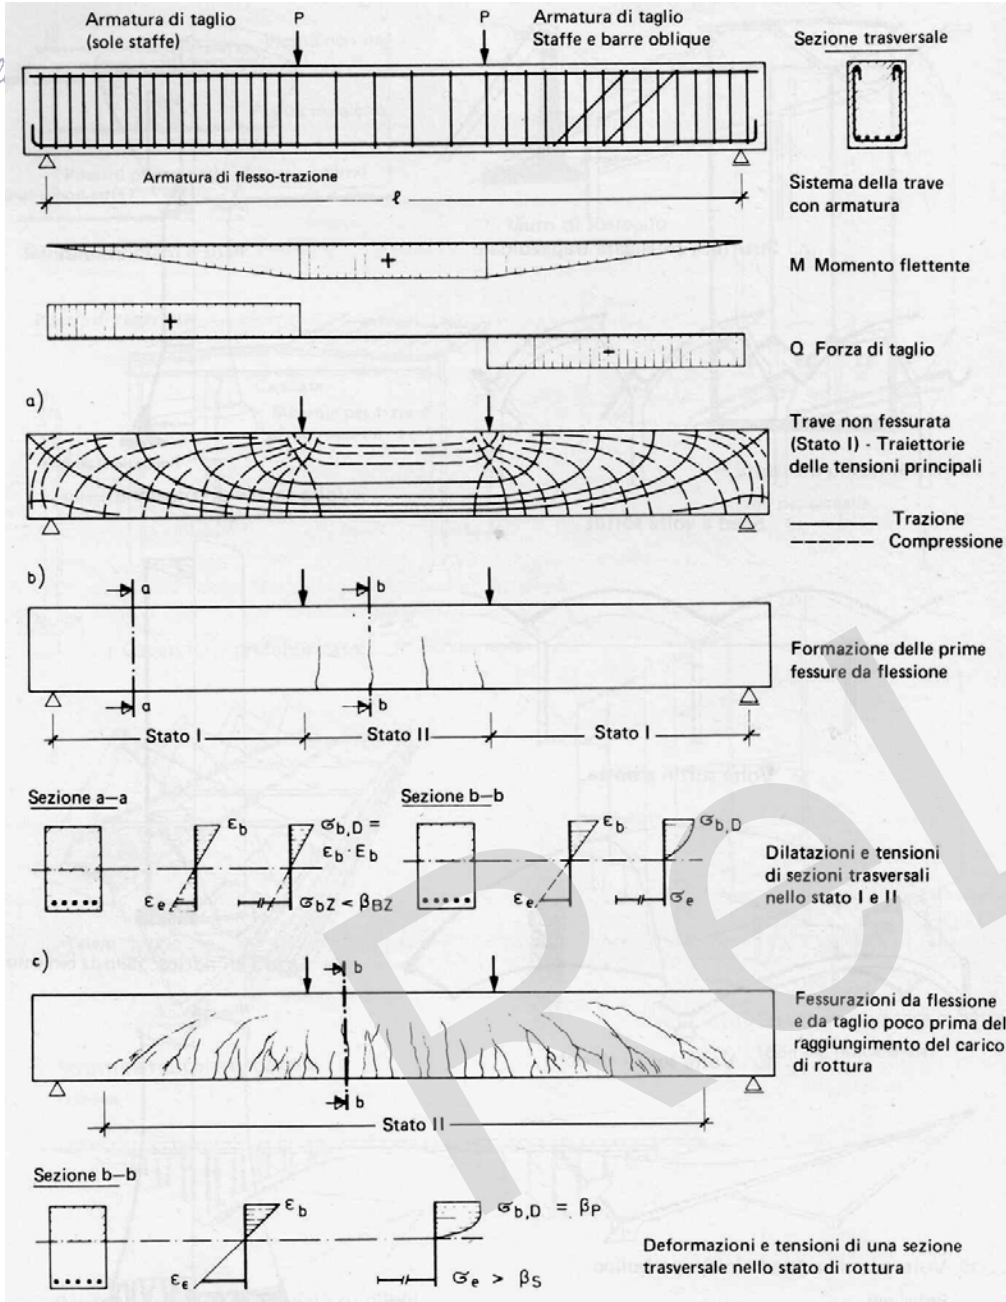 Armatura di taglio
(sole staffe)
P
P
Armatura di taglio
Staffe e barre oblique
Sezione trasversale
Armatura di flesso-trazione
ℓ
Sistema della trave
con armatura
+
M Momento flettente
+
-
Q Forza di taglio
a)
Trave non fessurata
(Stato I) - Traiettorie
delle tensioni principali
Trazione
Compressione
b)
a
b
Formazione delle prime
fessure da flessione
a
b
Stato I
Stato II
Stato I
Sezione a–a
Sezione b–b
εb
σb,D =
εb · Eb
εb
σb,D
Dilatazioni e tensioni
di sezioni trasversali
nello stato I e II
εe
σbZ < βBZ
εe
σe
c)
b
Fessurazioni da flessione
e da taglio poco prima del
raggiungimento del carico
di rottura
b
Stato II
Sezione b–b
εb
σb,D = βP
Deformazioni e tensioni di una sezione
trasversale nello stato di rottura
εe
σe > βS
Rel